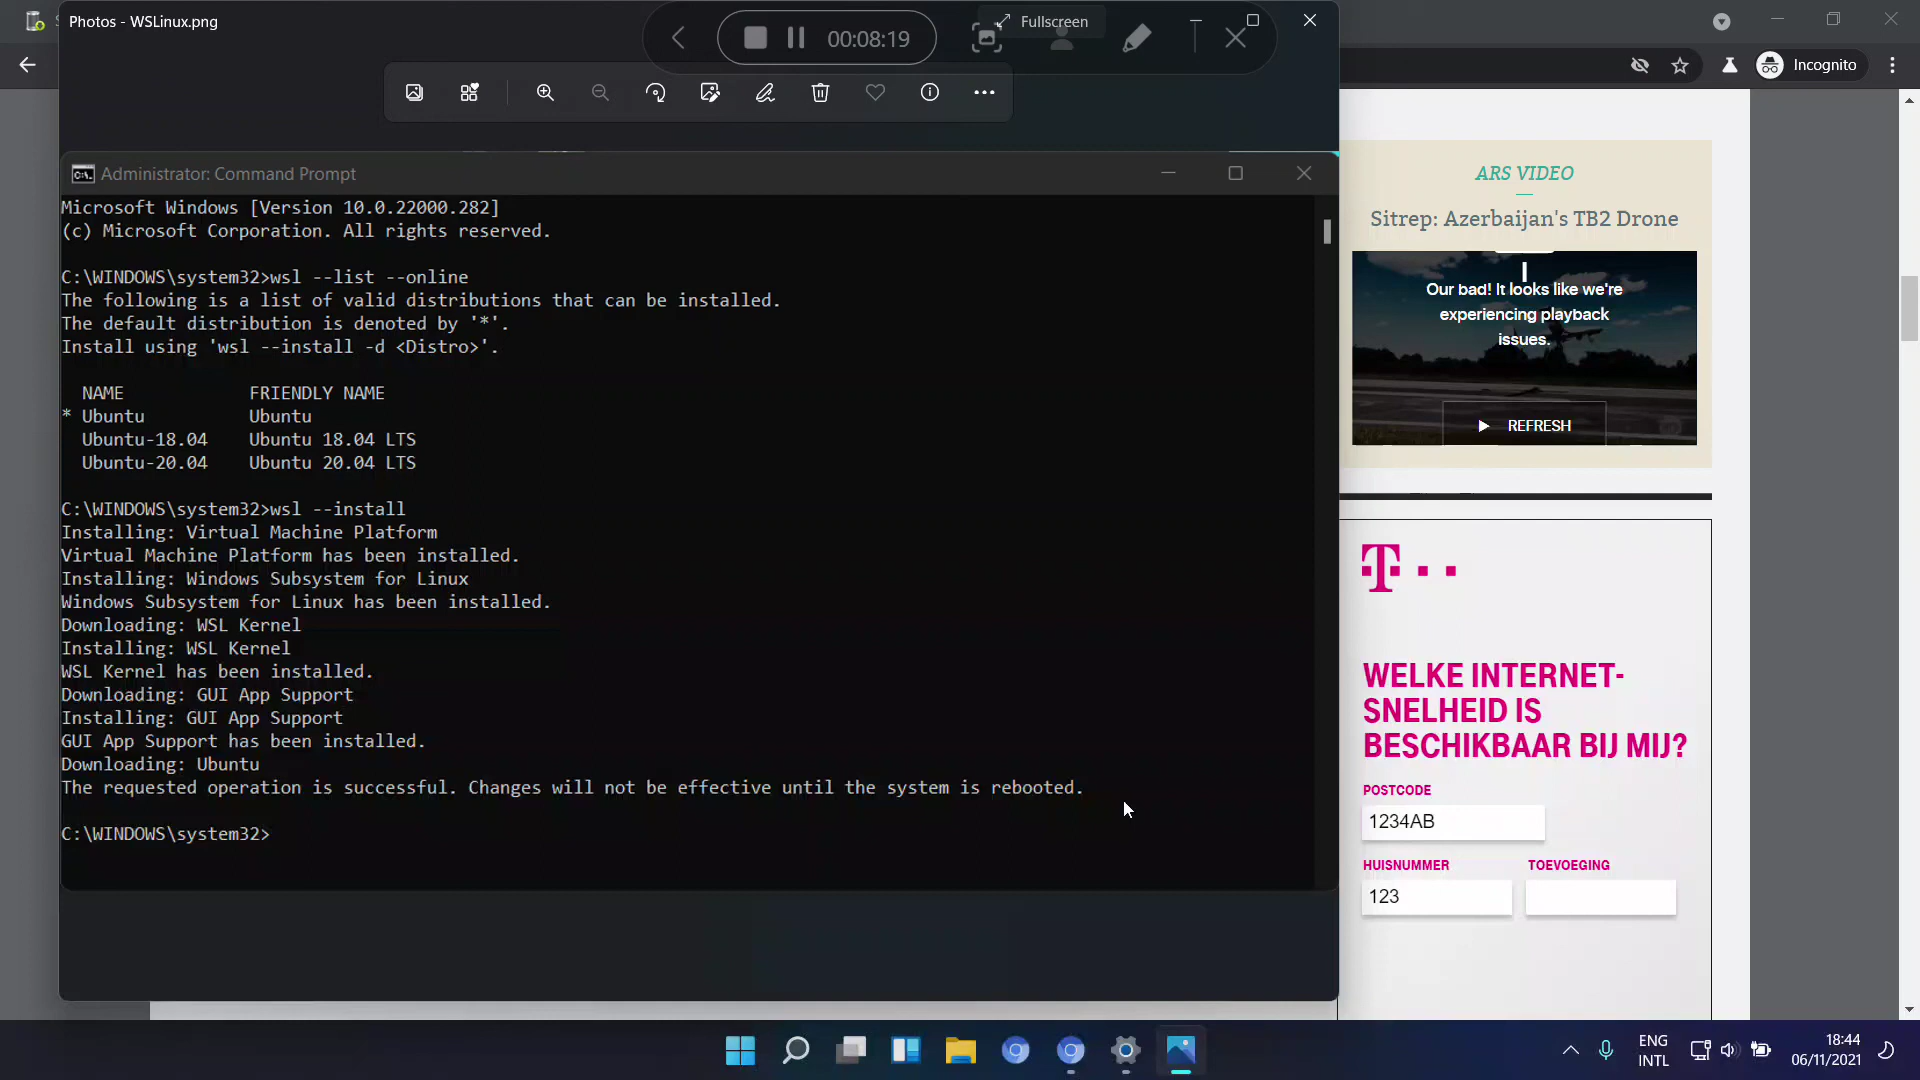 Photos - WSLinux.png
00:08:19
Fullscreen
Incognito
Administrator: Command Prompt
Microsoft Windows [Version 10.0.22000.282]
(c) Microsoft Corporation. All rights reserved.
C:\WINDOWS\system32>wsl --list --online
The following is a list of valid distributions that can be installed.
The default distribution is denoted by '*'.
Install using 'wsl --install -d <Distro>'.
NAME FRIENDLY NAME
* Ubuntu Ubuntu
Ubuntu-18.04 Ubuntu 18.04 LTS
Ubuntu-20.04 Ubuntu 20.04 LTS
C:\WINDOWS\system32>wsl --install
Installing: Virtual Machine Platform
Virtual Machine Platform has been installed.
Installing: Windows Subsystem for Linux
Windows Subsystem for Linux has been installed.
Downloading: WSL Kernel
Installing: WSL Kernel
WSL Kernel has been installed.
Downloading: GUI App Support
Installing: GUI App Support
GUI App Support has been installed.
Downloading: Ubuntu
The requested operation is successful. Changes will not be effective until the system is rebooted.
C:\WINDOWS\system32>
ARS VIDEO
Sitrep: Azerbaijan's TB2 Drone
Our bad! It looks like we're
experiencing playback
issues.
REFRESH
T
WELKE INTERNET-
SNELHEID IS
BESCHIKBAAR BIJ MIJ?
POSTCODE
1234AB
HUISNUMMER TOEVOEGING
123
ENG
INTL
18:44
06/11/2021